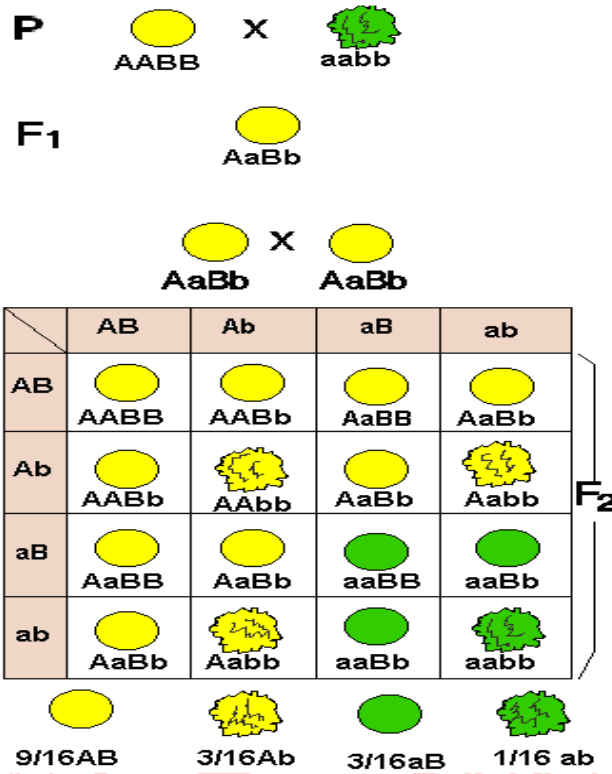 P
X
AABB
aabb
F1
AaBb
X
AaBb
AaBb
AB Ab aB ab
AB
AABB AABb AaBB AaBb
Ab
AABb AAbb AaBb Aabb
F2
aB
AaBB AaBb aaBB aaBb
ab
AaBb Aabb aaBb aabb
9/16AB 3/16Ab 3/16aB 1/16 ab